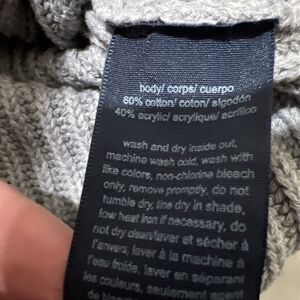 body/ corps/ cuerpo
60% cotton/ coton/ algodón
40% acrylic/ acrylique/ acrílico
wash and dry inside out,
machine wash cold, wash with
like colors, non-chlorine bleach
only, remove promptly, do not
tumble dry, line dry in shade,
low heat iron if necessary, do
not dry clean/laver et sécher à
l'envers, laver à la machine à
l'eau froide, laver en séparant
les couleurs, seulement